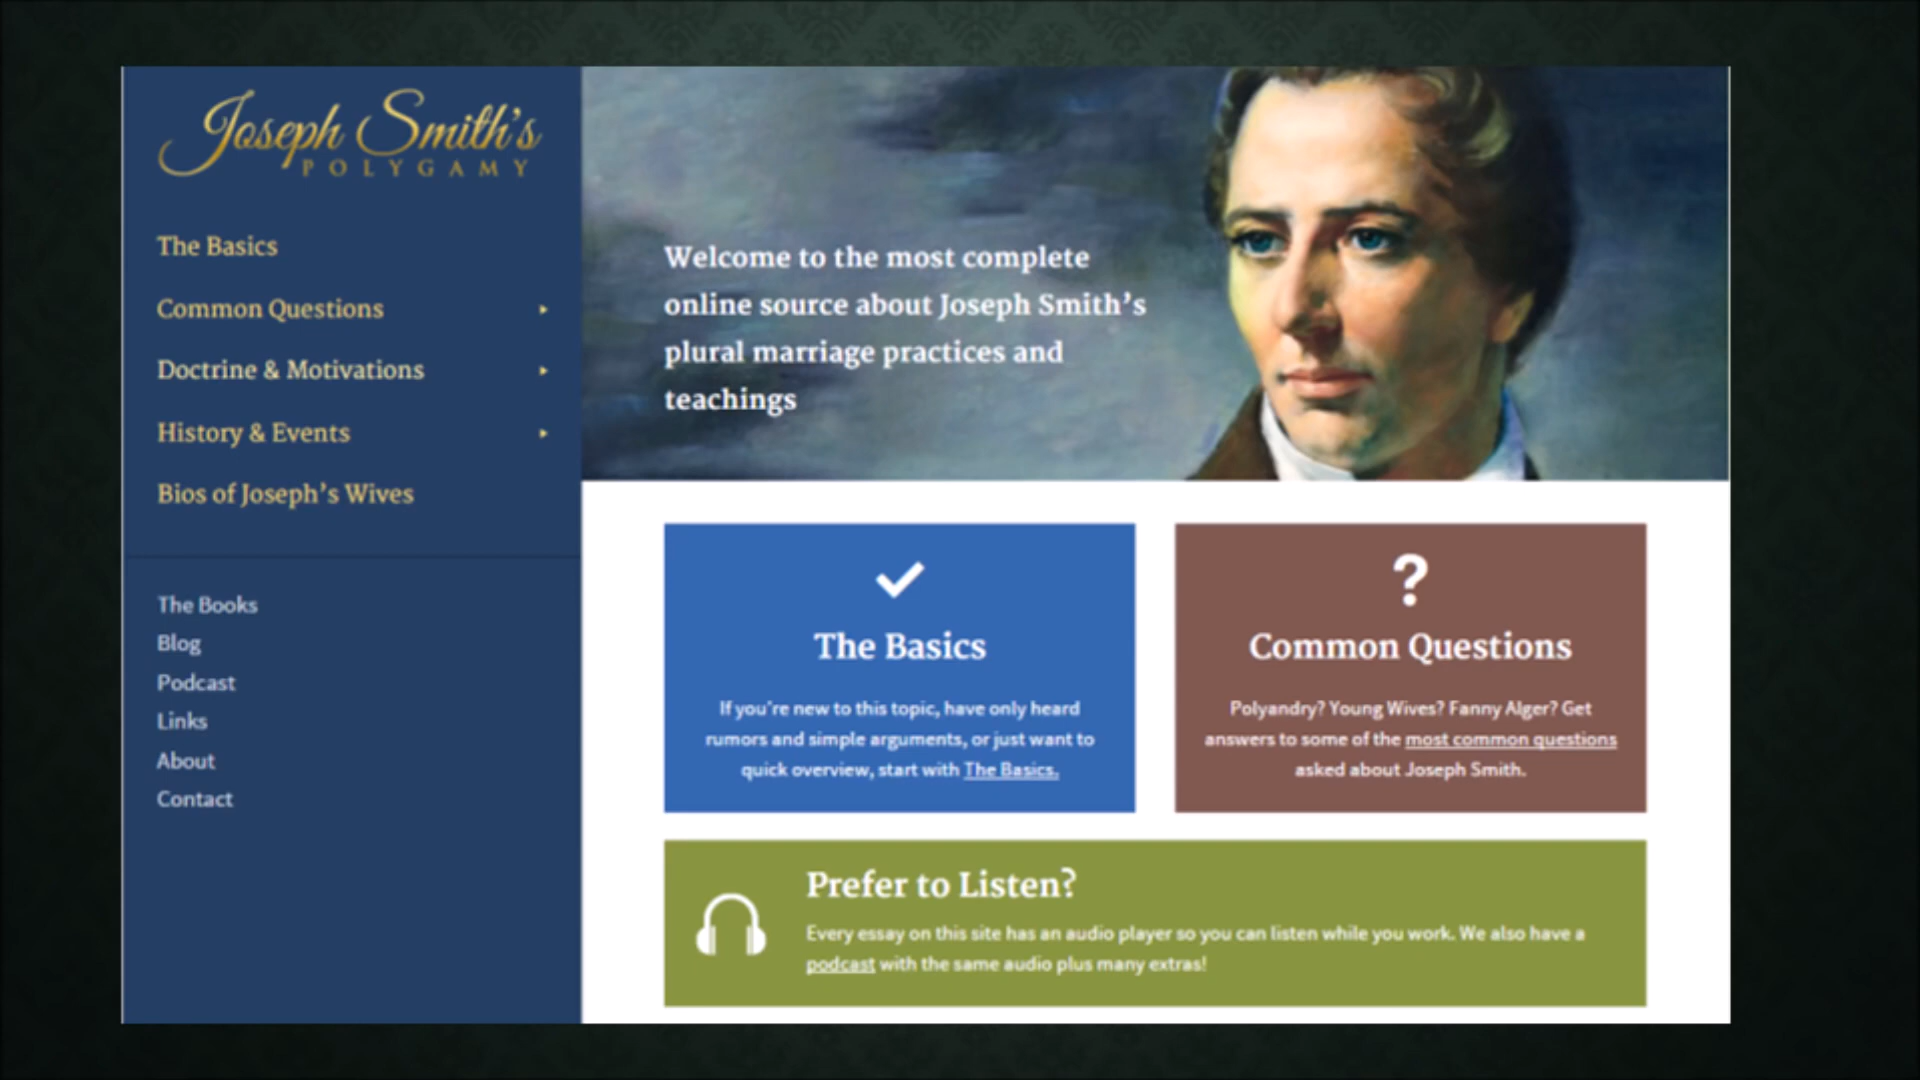 Joseph Smith's
POLYGAMY
The Basics
Common Questions
Doctrine & Motivations
History & Events
Bios of Joseph's Wives
The Books
Blog
Podcast
Links
About
Contact
Welcome to the most complete
online source about Joseph Smith's
plural marriage practices and
teachings
The Basics
If you're new to this topic, have only heard
rumors and simple arguments, or just want to
quick overview, start with The Basics.
?
Common Questions
Polyandry? Young Wives? Fanny Alger? Get
answers to some of the most common questions
asked about Joseph Smith.
Prefer to Listen?
Every essay on this site has an audio player so you can listen while you work. We also have a
podcast with the same audio plus many extras!